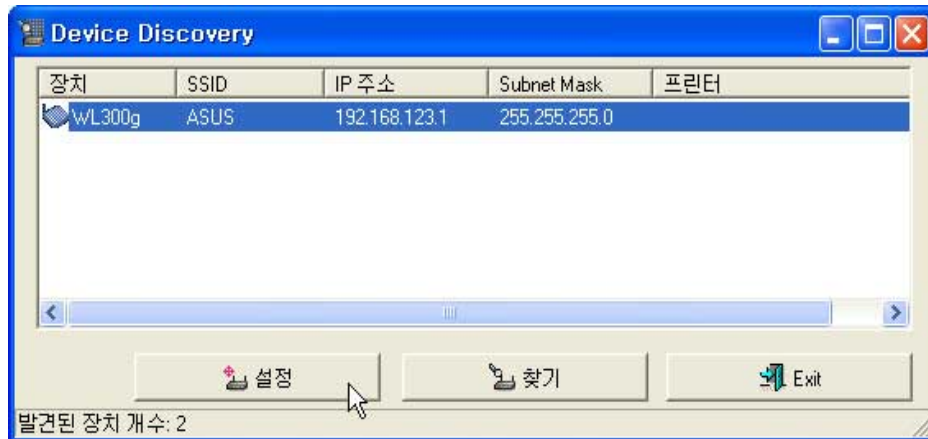 Device Discovery
장치 SSID IP 주소 Subnet Mask 프린터
WL300g ASUS 192.168.123.1 255.255.255.0
설정 찾기 Exit
발견된 장치 개수: 2